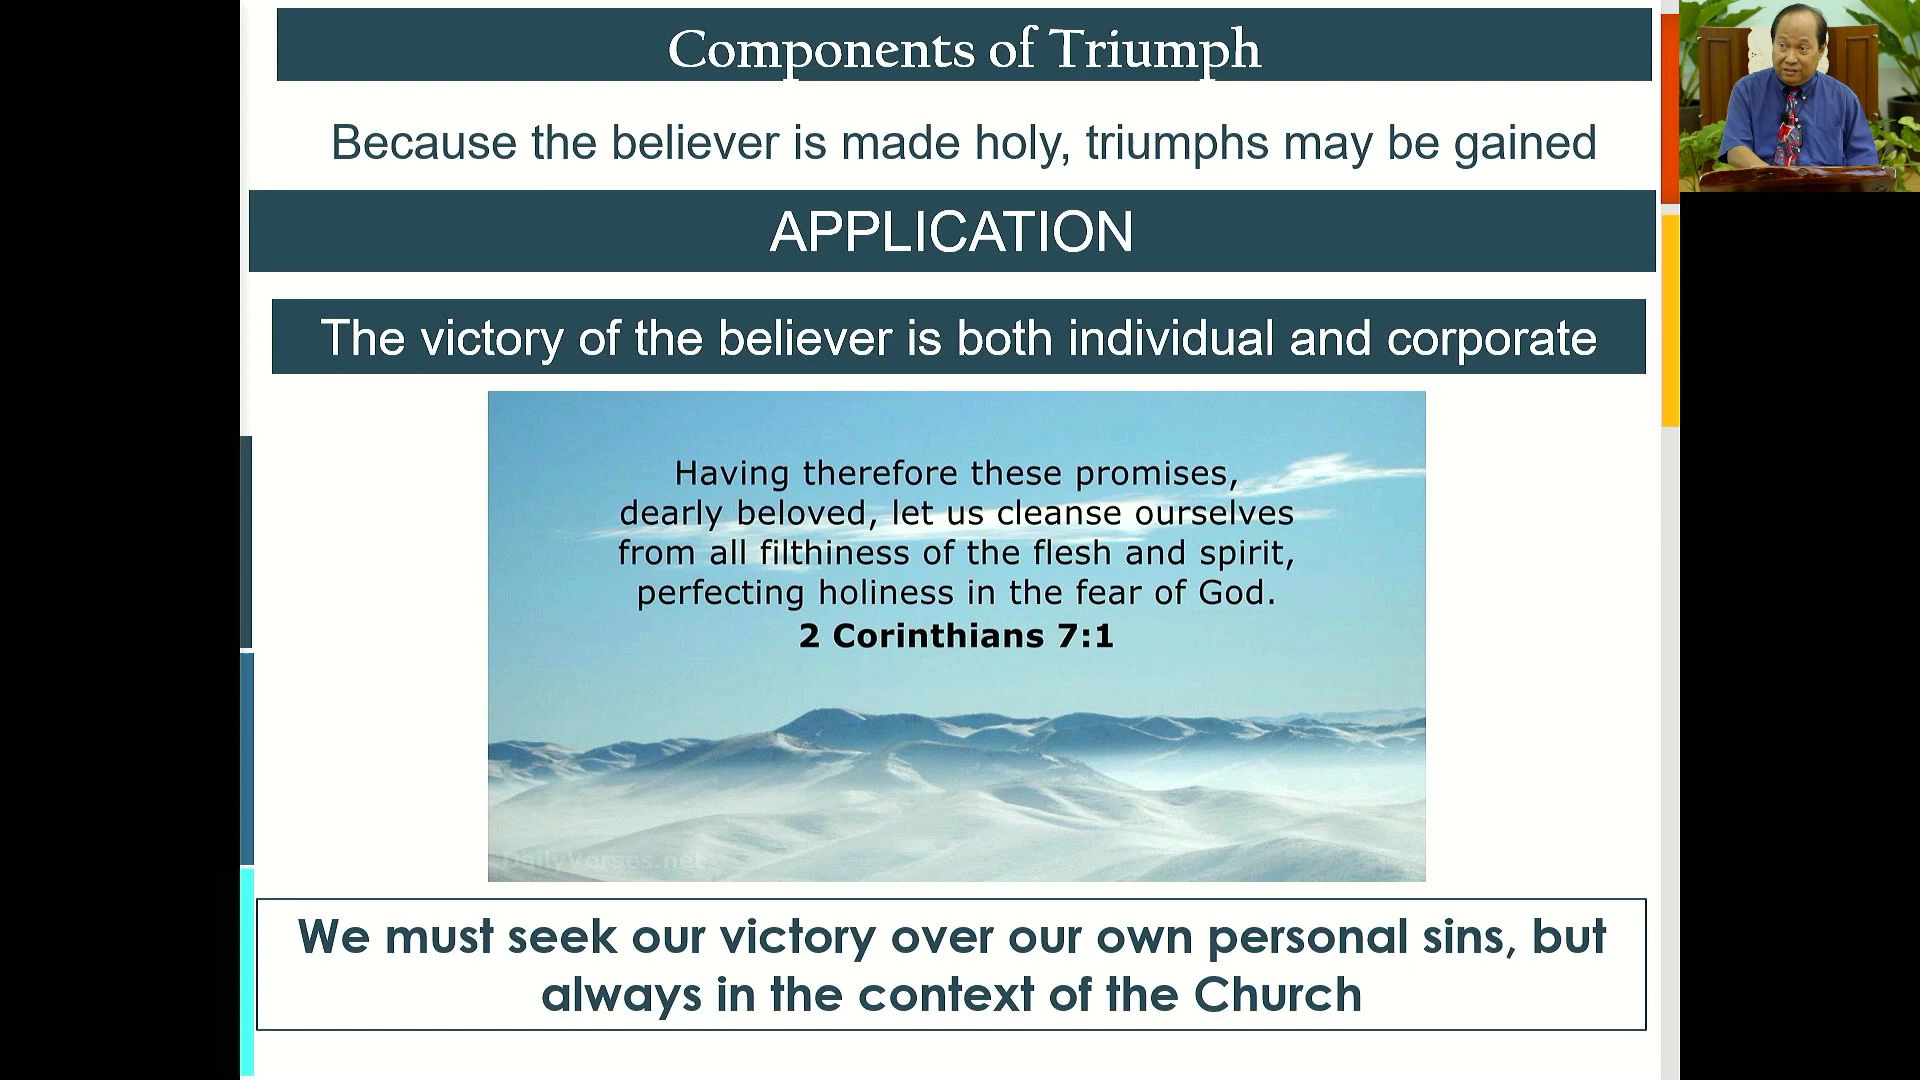 Components of Triumph
Because the believer is made holy, triumphs may be gained
APPLICATION
The victory of the believer is both individual and corporate
Having therefore these promises,
dearly beloved, let us cleanse ourselves
from all filthiness of the flesh and spirit,
perfecting holiness in the fear of God.
2 Corinthians 7:1
DailyVerses.net
We must seek our victory over our own personal sins, but
always in the context of the Church